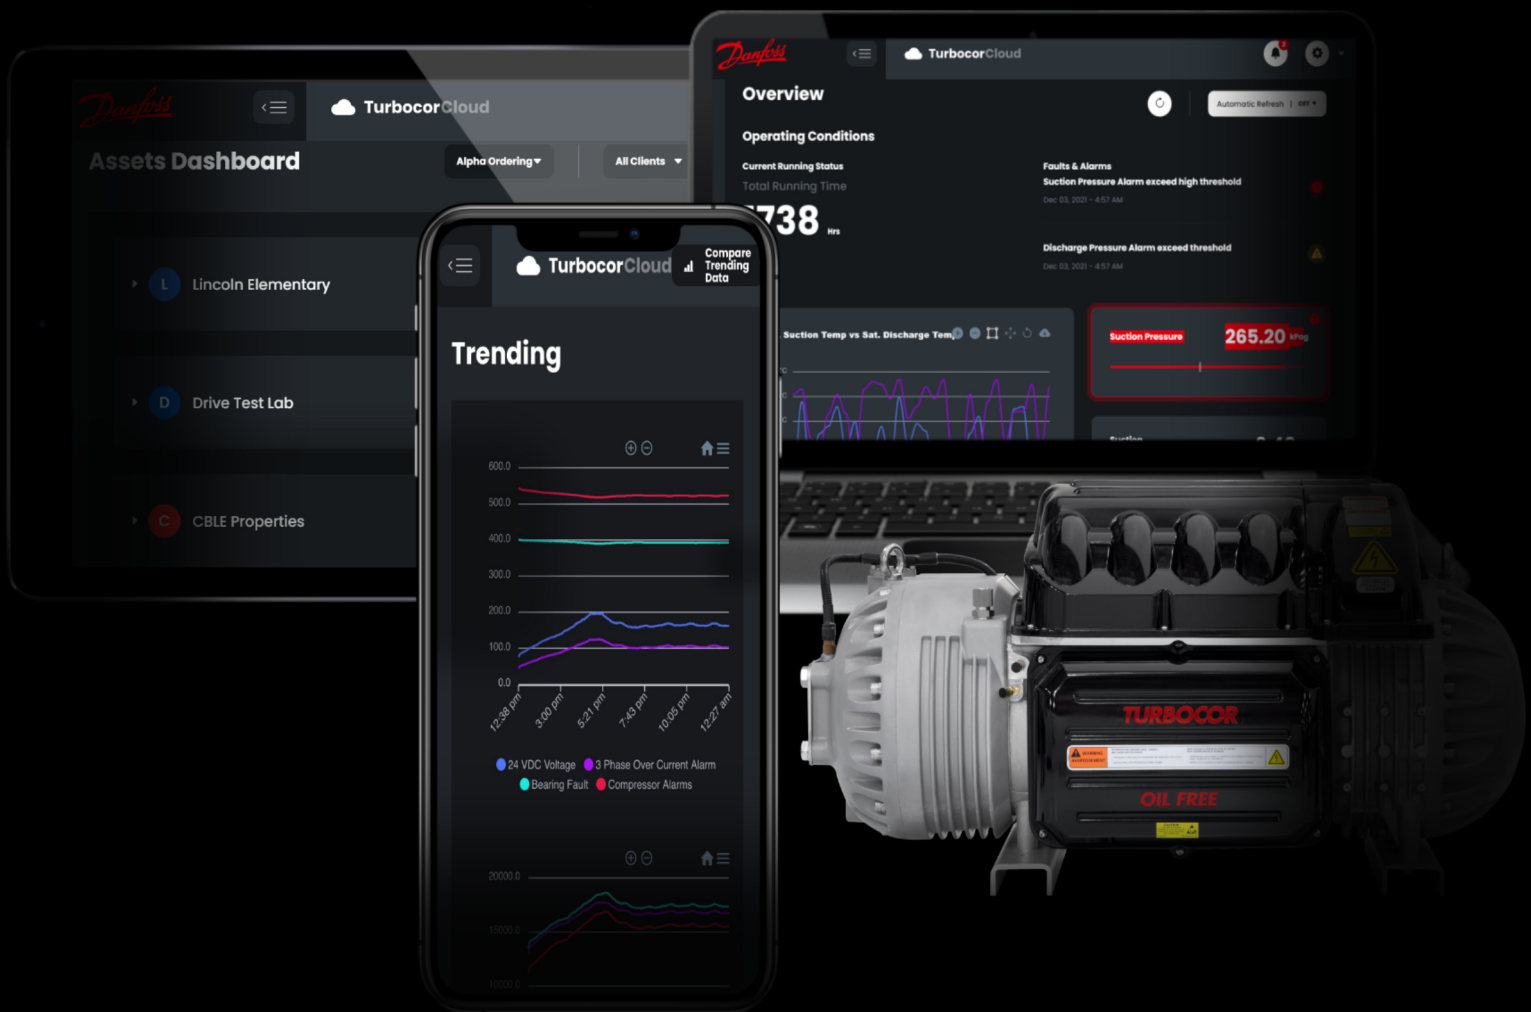 Danfoss
TurbocorCloud
Assets Dashboard
Alpha Ordering
All Clients
L
Lincoln Elementary
D
Drive Test Lab
C
CBLE Properties
Danfoss
TurbocorCloud
Overview
Automatic Refresh | OFF
Operating Conditions
Current Running Status
Total Running Time
738 Hrs
Faults & Alarms
Suction Pressure Alarm exceed high threshold
Dec 03, 2021 - 4:57 AM
Discharge Pressure Alarm exceed threshold
Dec 03, 2021 - 4:57 AM
Suction Temp vs Sat. Discharge Temp
Suction Pressure
265.20 kPag
Suction
TurbocorCloud
Compare
Trending
Data
Trending
600.0
500.0
400.0
300.0
200.0
100.0
0.0
12:38 pm
3:00 pm
5:21 pm
7:43 pm
10:05 pm
12:27 am
24 VDC Voltage
3 Phase Over Current Alarm
Bearing Fault
Compressor Alarms
20000.0
15000.0
10000.0
TURBOCOR
WARNING
OIL FREE